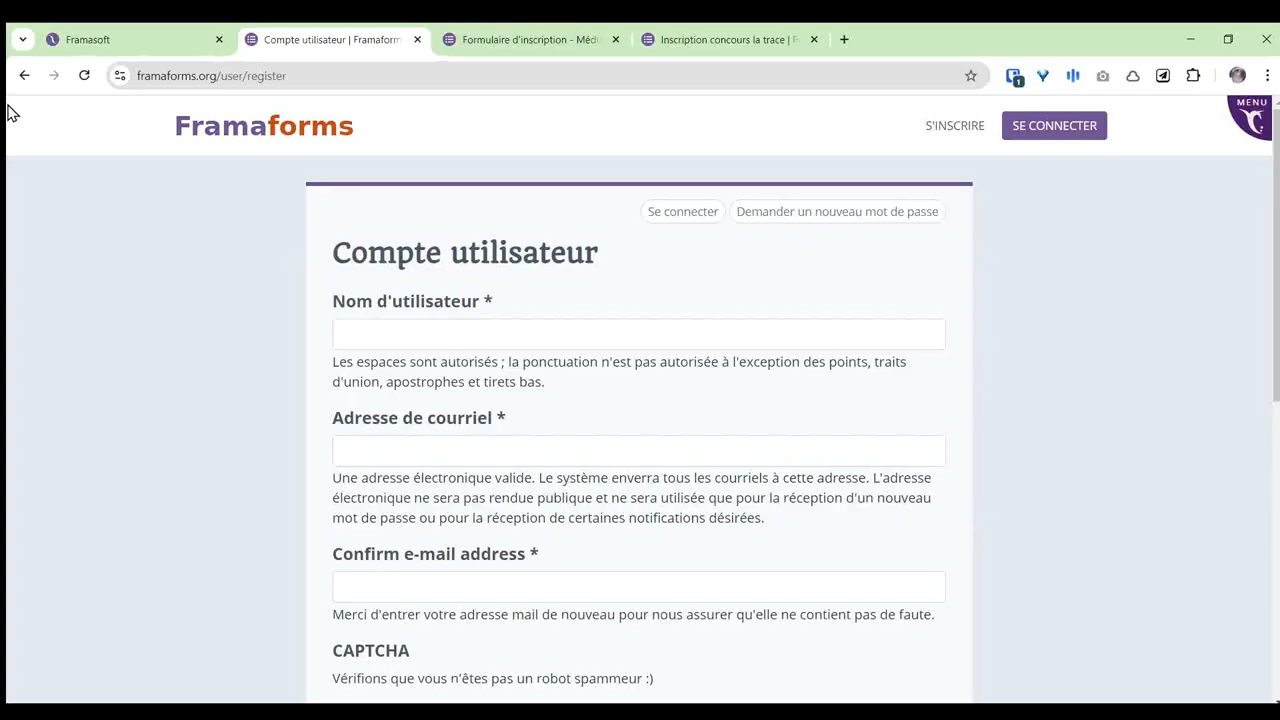 Framasoft
Compte utilisateur | Framaform
Formulaire d'inscription - Médi
Inscription concours la trace | F
framaforms.org/user/register
1
MENU
Framaforms
S'INSCRIRE
SE CONNECTER
Se connecter
Demander un nouveau mot de passe
Compte utilisateur
Nom d'utilisateur *
Les espaces sont autorisés ; la ponctuation n'est pas autorisée à l'exception des points, traits
d'union, apostrophes et tirets bas.
Adresse de courriel *
Une adresse électronique valide. Le système enverra tous les courriels à cette adresse. L'adresse
électronique ne sera pas rendue publique et ne sera utilisée que pour la réception d'un nouveau
mot de passe ou pour la réception de certaines notifications désirées.
Confirm e-mail address *
Merci d'entrer votre adresse mail de nouveau pour nous assurer qu'elle ne contient pas de faute.
CAPTCHA
Vérifions que vous n'êtes pas un robot spammeur :)